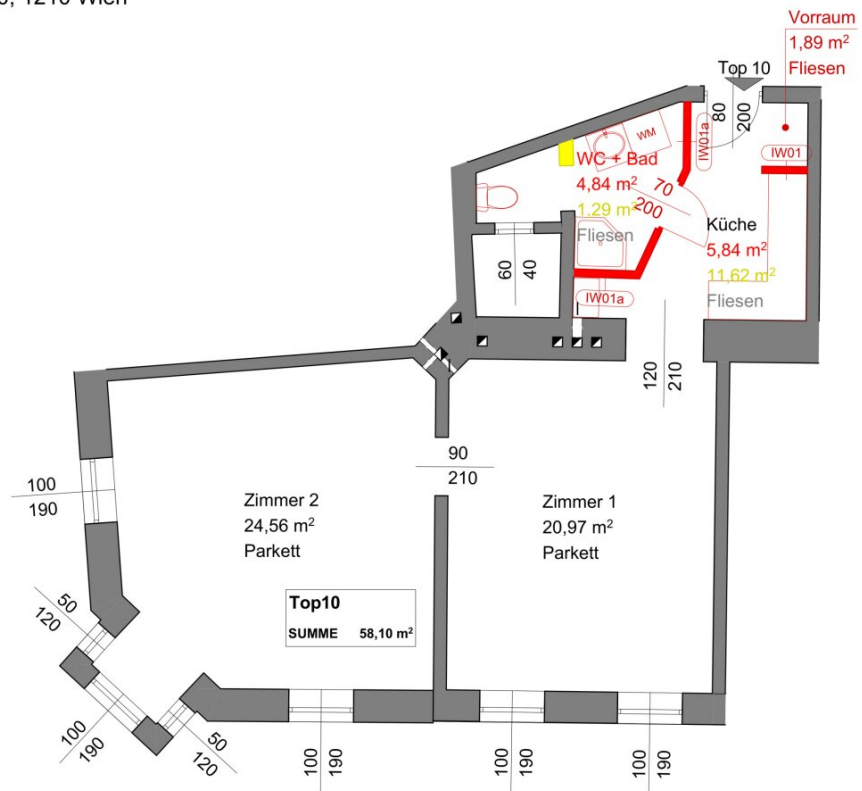 1210 Wien
Vorraum
1,89 m²
Fliesen
Top 10
80
200
IW01a
IW01
WM
WC + Bad
4,84 m²
1,29 m²
Fliesen
70
200
Küche
5,84 m²
11,62 m²
Fliesen
60
40
IW01a
120
210
90
210
100
190
Zimmer 2
24,56 m²
Parkett
Zimmer 1
20,97 m²
Parkett
Top10
SUMME 58,10 m²
50
120
100
190
50
120
100
190
100
190
100
190